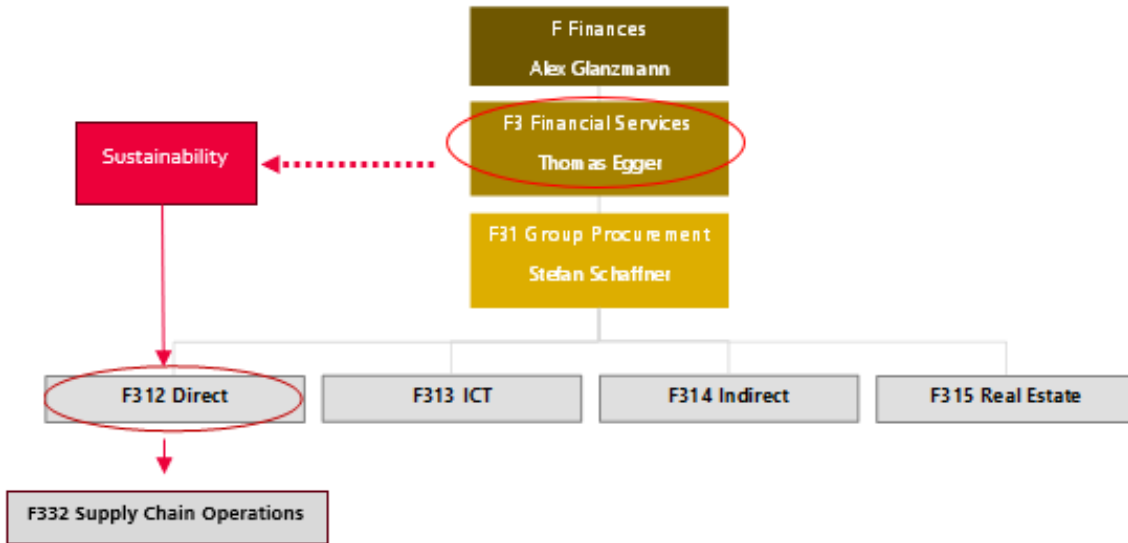 F Finances
Alex Glanzmann
F3 Financial Services
Thomas Egger
Sustainability
F31 Group Procurement
Stefan Schaffner
F312 Direct
F313 ICT
F314 Indirect
F315 Real Estate
F332 Supply Chain Operations